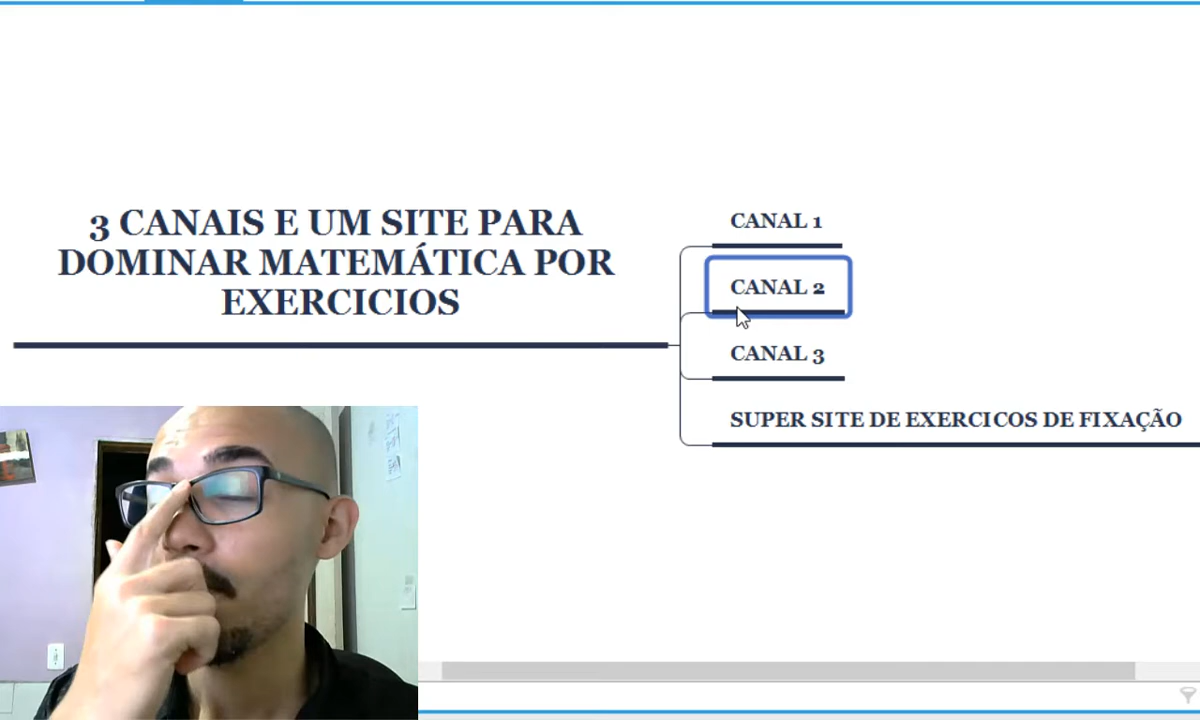 3 CANAIS E UM SITE PARA
DOMINAR MATEMÁTICA POR
EXERCICIOS
CANAL 1
CANAL 2
CANAL 3
SUPER SITE DE EXERCICOS DE FIXAÇÃO